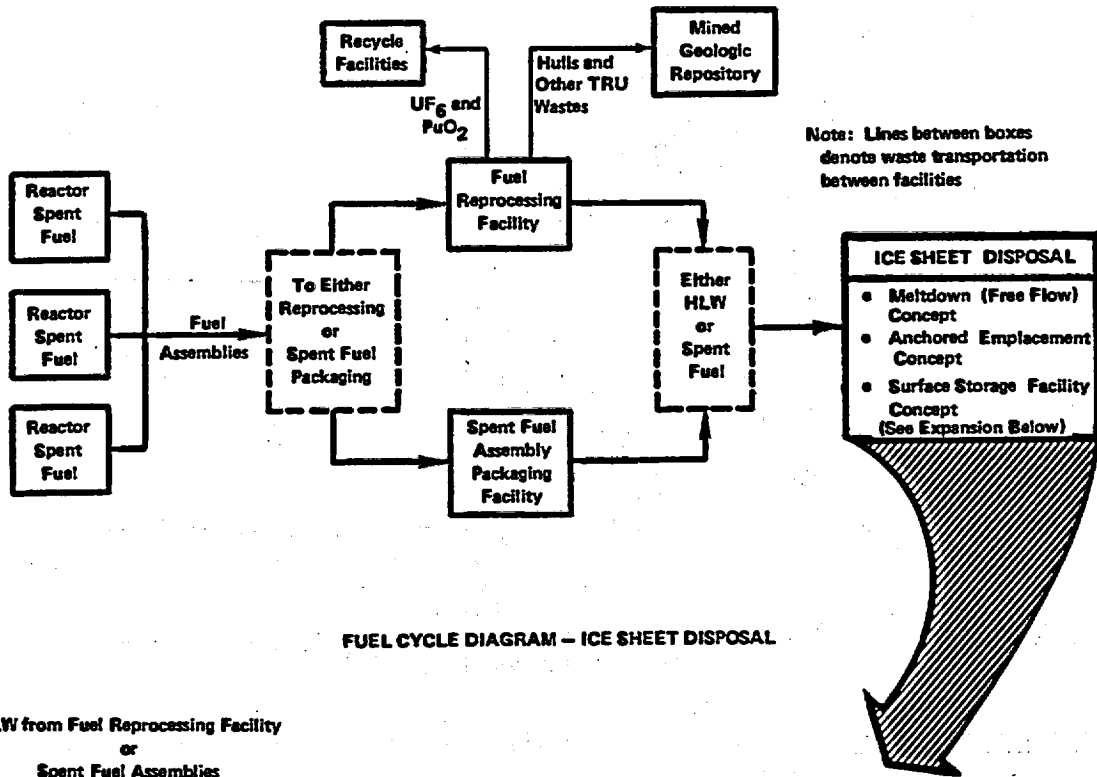 Recycle
Facilities
Mined
Geologic
Repository
UF6 and
PuO2
Hulls and
Other TRU
Wastes
Note: Lines between boxes
denote waste transportation
between facilities
Reactor
Spent
Fuel
Reactor
Spent
Fuel
Reactor
Spent
Fuel
Fuel
Assemblies
To Either
Reprocessing
or
Spent Fuel
Packaging
Fuel
Reprocessing
Facility
Spent Fuel
Assembly
Packaging
Facility
Either
HLW
or
Spent
Fuel
ICE SHEET DISPOSAL
• Meltdown (Free Flow)
Concept
• Anchored Emplacement
Concept
• Surface Storage Facility
Concept
(See Expansion Below)
FUEL CYCLE DIAGRAM – ICE SHEET DISPOSAL
W from Fuel Reprocessing Facility
or
Spent Fuel Assemblies